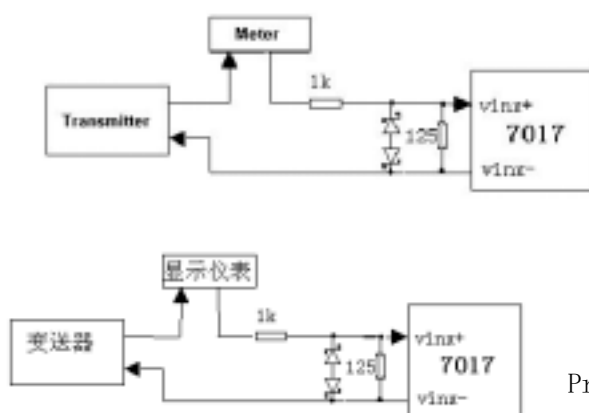 Meter
1k
Transmitter
vinx+
125
7017
vinx-
显示仪表
1k
变送器
vinx+
125
7017
vinx-
Pr